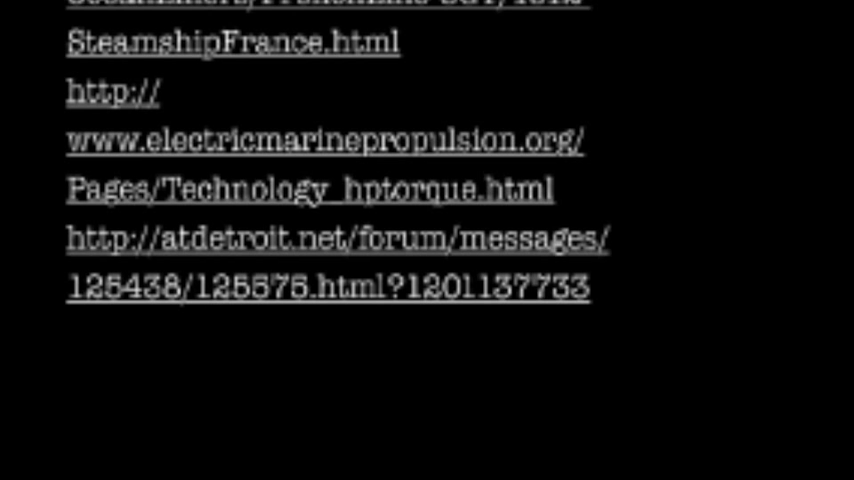 SteamshipFrance.html
http://
www.electricmarinepropulsion.org/
Pages/Technology_hptorque.html
http://atdetroit.net/forum/messages/
125438/125575.html?1201137733